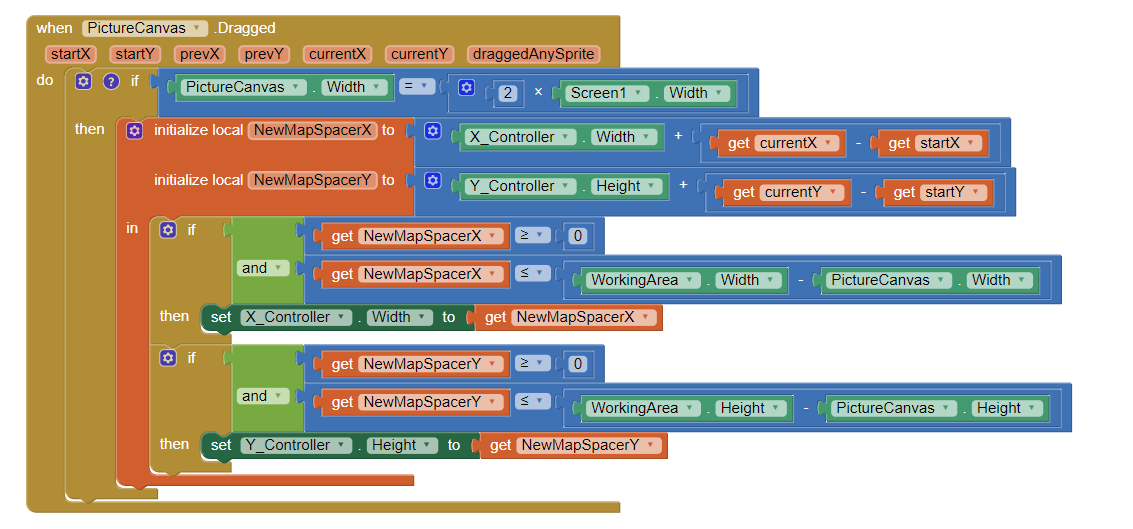 when PictureCanvas .Dragged
startX startY prevX prevY currentX currentY draggedAnySprite
do ? if PictureCanvas . Width = 2 × Screen1 . Width
then initialize local NewMapSpacerX to X_Controller . Width + get currentX - get startX
initialize local NewMapSpacerY to Y_Controller . Height + get currentY - get startY
in if get NewMapSpacerX ≥ 0
and get NewMapSpacerX ≤ WorkingArea . Width - PictureCanvas . Width
then set X_Controller . Width to get NewMapSpacerX
if get NewMapSpacerY ≥ 0
and get NewMapSpacerY ≤ WorkingArea . Height - PictureCanvas . Height
then set Y_Controller . Height to get NewMapSpacerY